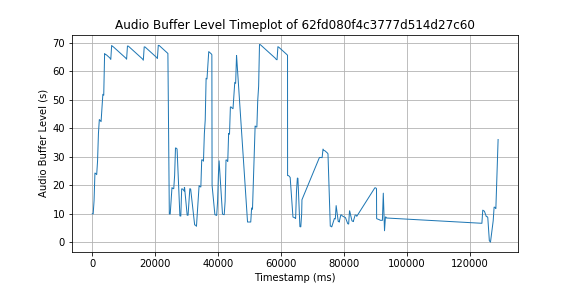 Audio Buffer Level Timeplot of 62fd080f4c3777d514d27c60
Audio Buffer Level (s)
70
60
50
40
30
20
10
0
0 20000 40000 60000 80000 100000 120000
Timestamp (ms)